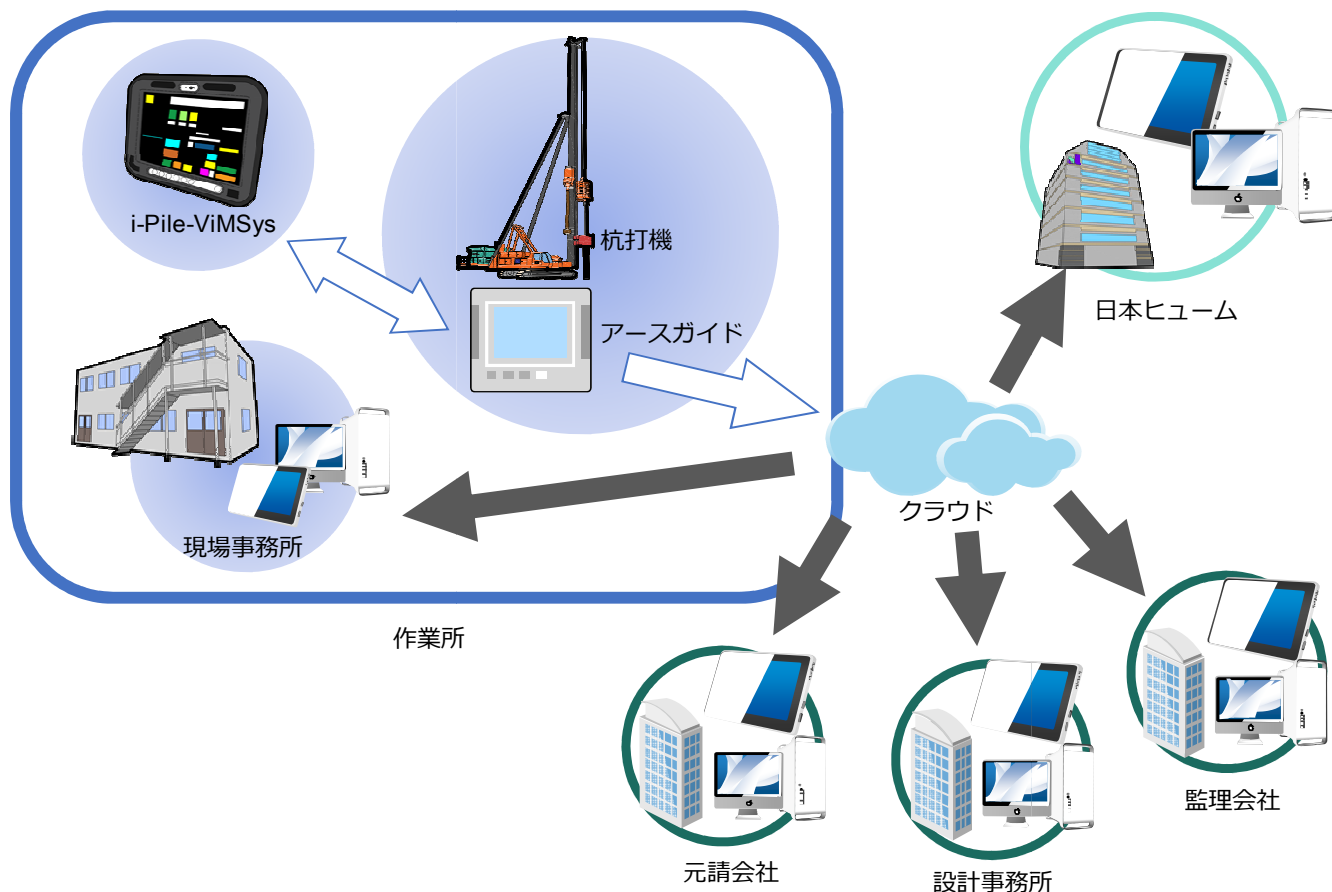 i-Pile-ViMSys
杭打機
アースガイド
日本ヒューム
クラウド
現場事務所
作業所
元請会社
設計事務所
監理会社